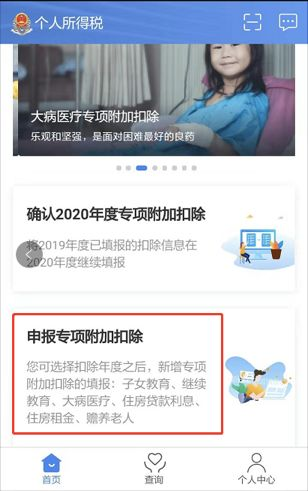 个人所得税
大病医疗专项附加扣除
乐观和坚强，是面对困难最好的良药
确认2020年度专项附加扣除
将2019年度已填报的扣除信息在
2020年度继续填报
申报专项附加扣除
您可选择扣除年度之后，新增专项
附加扣除的填报：子女教育、继续
教育、大病医疗、住房贷款利息、
住房租金、赡养老人
首页
查询
个人中心